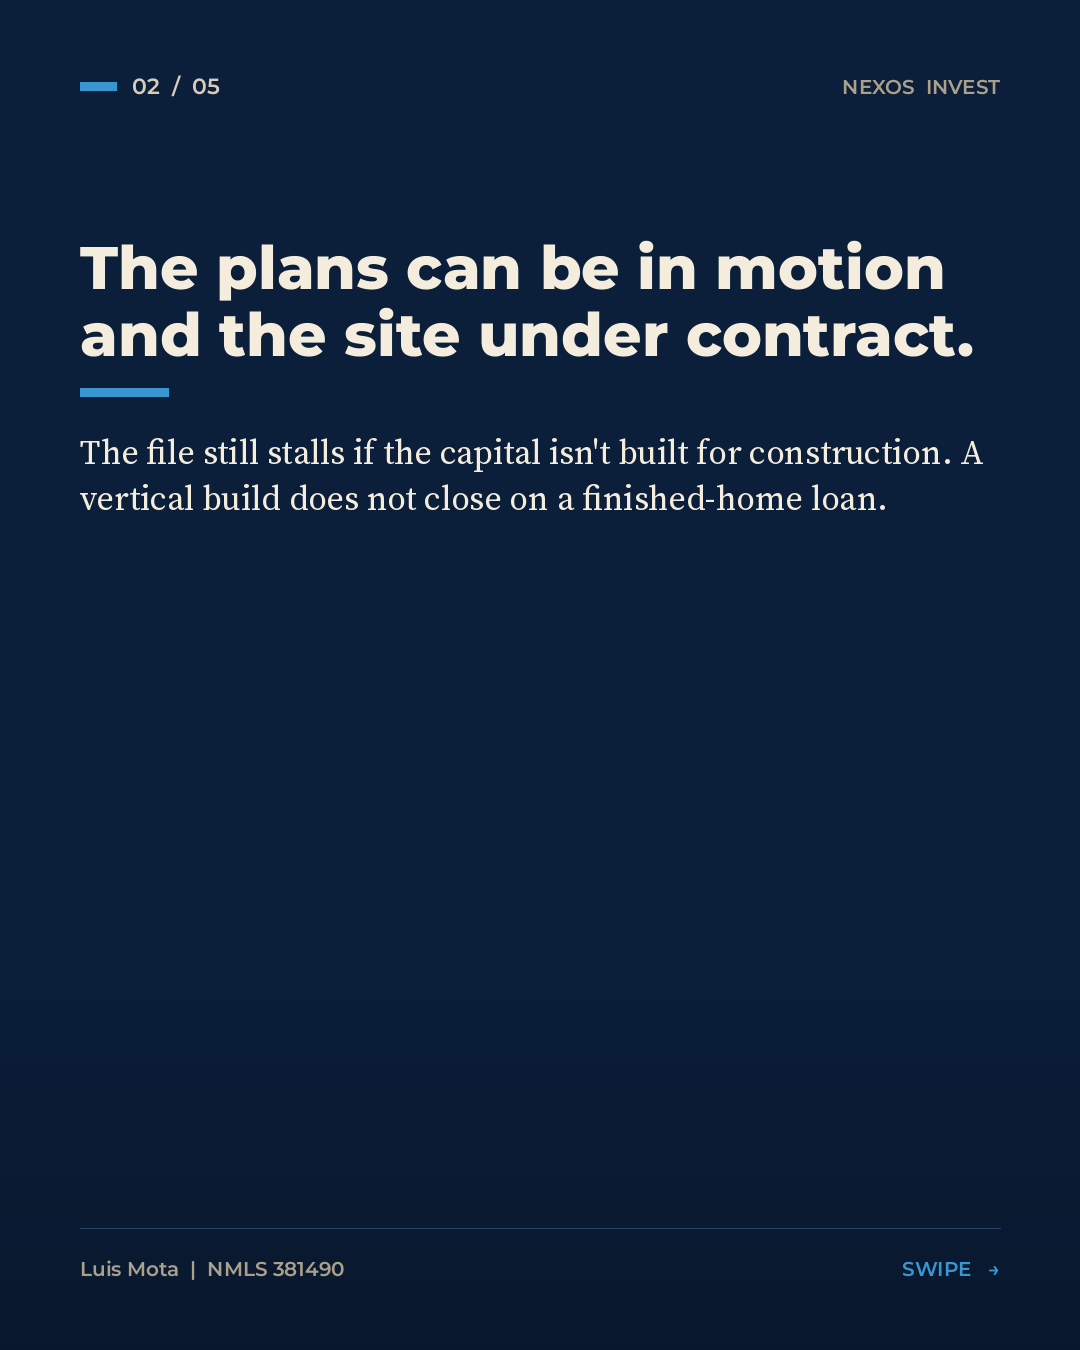 02 / 05
NEXOS INVEST
The plans can be in motion
and the site under contract.
The file still stalls if the capital isn't built for construction. A
vertical build does not close on a finished-home loan.
Luis Mota | NMLS 381490
SWIPE →